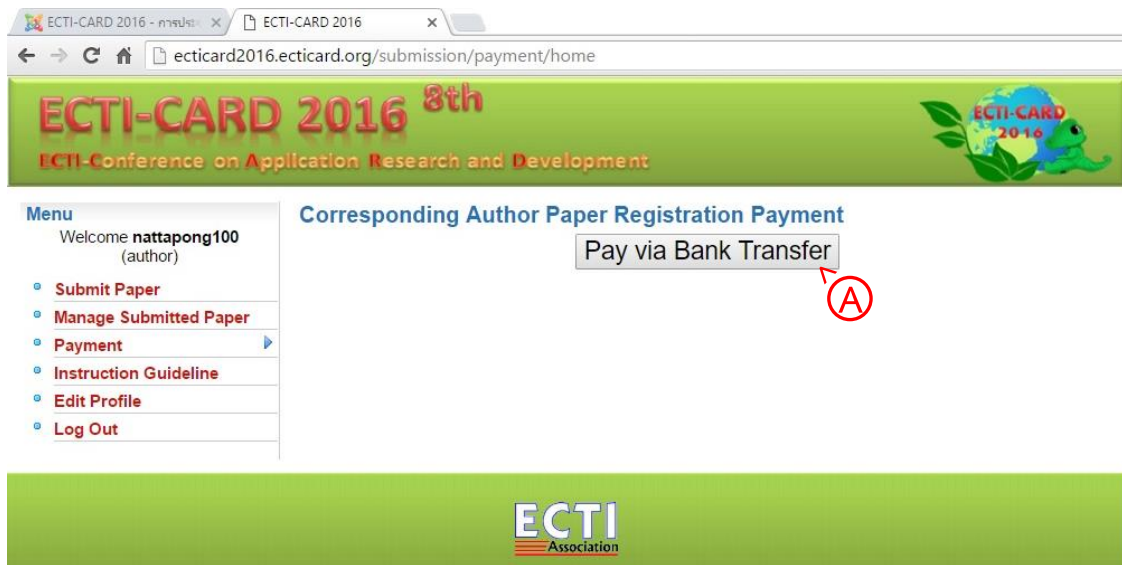 ECTI-CARD 2016 - การประ
ECTI-CARD 2016
ecticard2016.ecticard.org/submission/payment/home
ECTI-CARD 2016 8th
ECTI-Conference on Application Research and Development
ECTI-CARD
2016
Menu
Welcome nattapong100
(author)
Submit Paper
Manage Submitted Paper
Payment
Instruction Guideline
Edit Profile
Log Out
Corresponding Author Paper Registration Payment
Pay via Bank Transfer
A
ECTI
Association